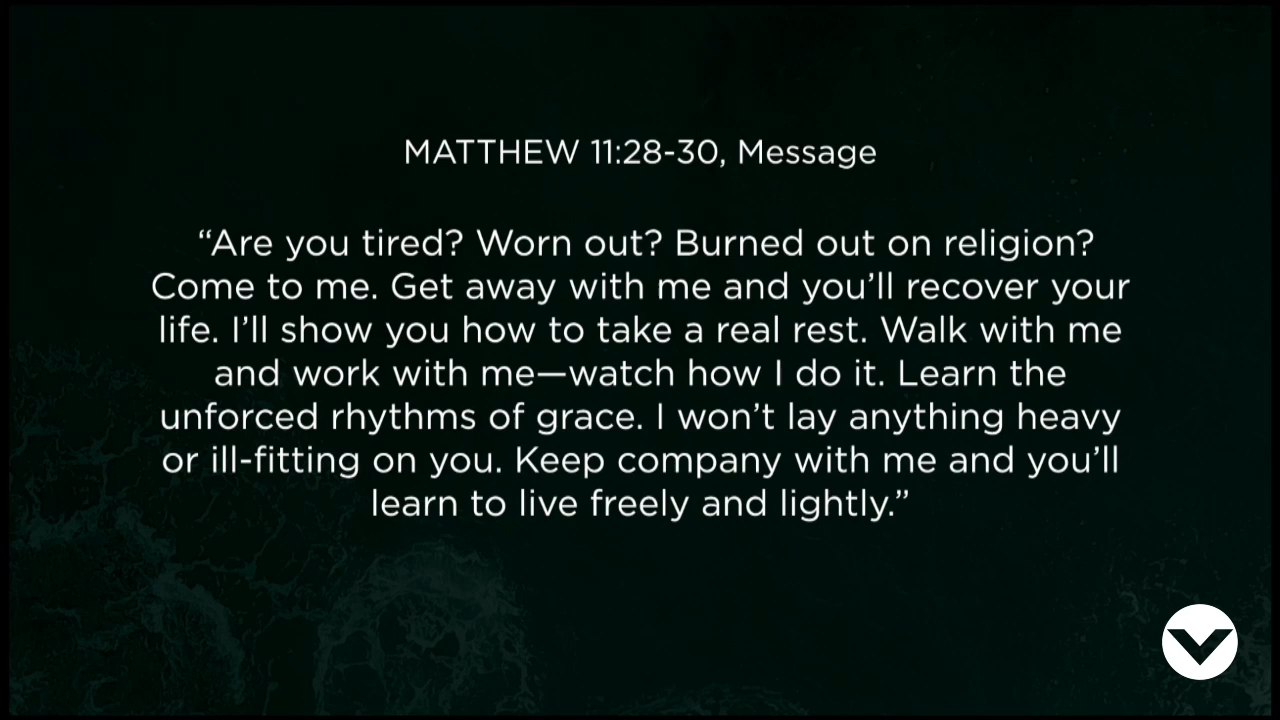 MATTHEW 11:28-30, Message
“Are you tired? Worn out? Burned out on religion?
Come to me. Get away with me and you’ll recover your
life. I’ll show you how to take a real rest. Walk with me
and work with me—watch how I do it. Learn the
unforced rhythms of grace. I won’t lay anything heavy
or ill-fitting on you. Keep company with me and you’ll
learn to live freely and lightly.”